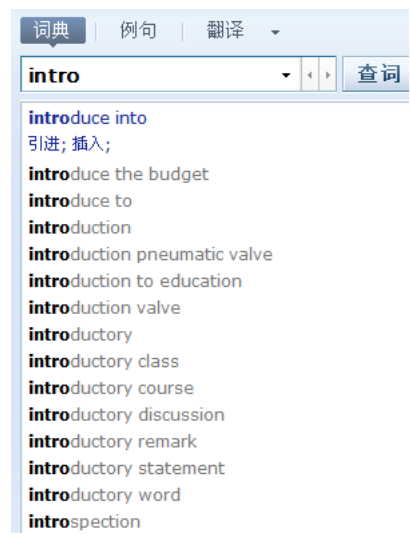 词典 例句 翻译
intro 查词
introduce into
引进; 插入;
introduce the budget
introduce to
introduction
introduction pneumatic valve
introduction to education
introduction valve
introductory
introductory class
introductory course
introductory discussion
introductory remark
introductory statement
introductory word
introspection